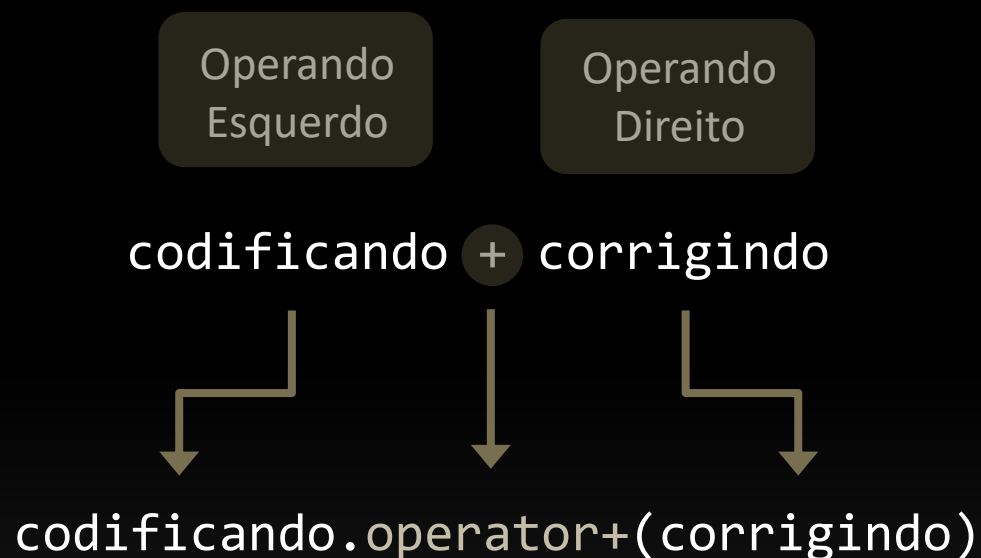 Operando
Esquerdo
Operando
Direito
codificando + corrigindo
codificando.operator+(corrigindo)